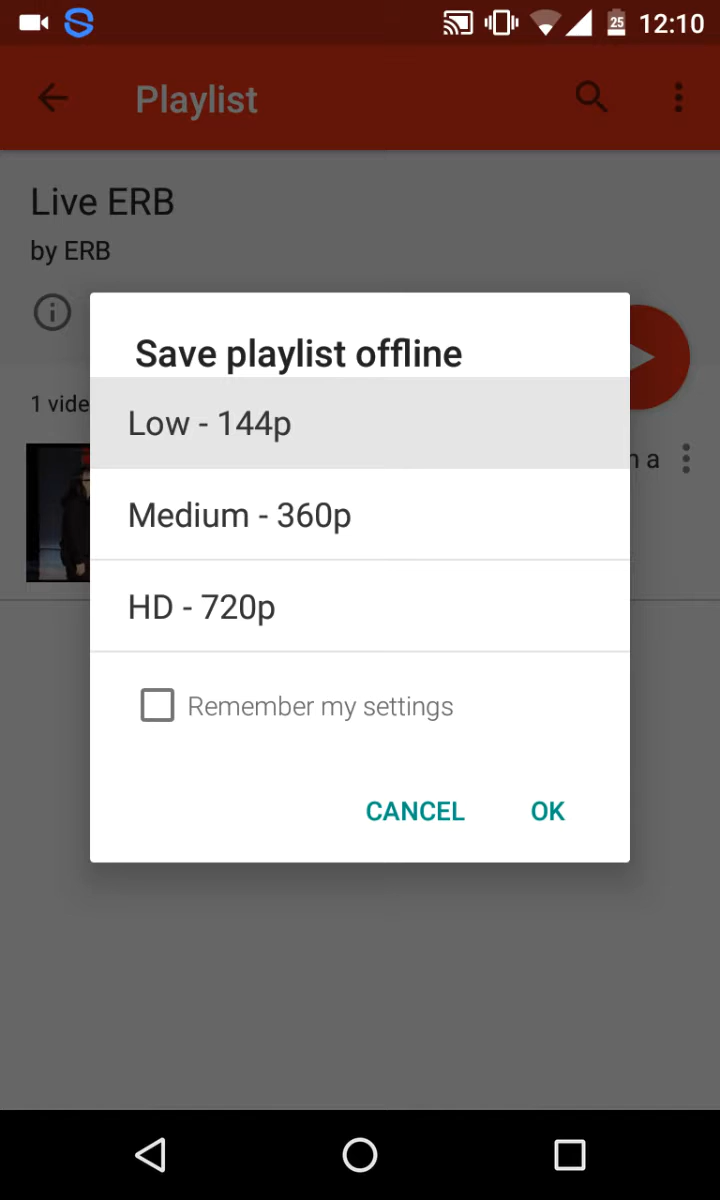 25 12:10
Playlist
Live ERB
by ERB
Save playlist offline
1 vide
Low - 144p
n a
Medium - 360p
HD - 720p
Remember my settings
CANCEL OK